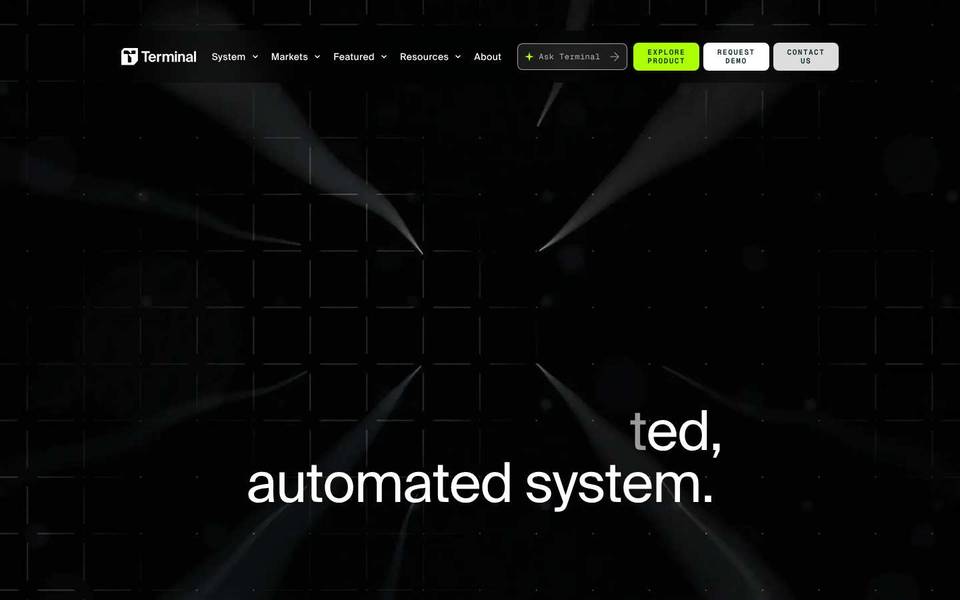 Terminal
System
Markets
Featured
Resources
About
Ask Terminal
EXPLORE
PRODUCT
REQUEST
DEMO
CONTACT
US
ted,
automated system.